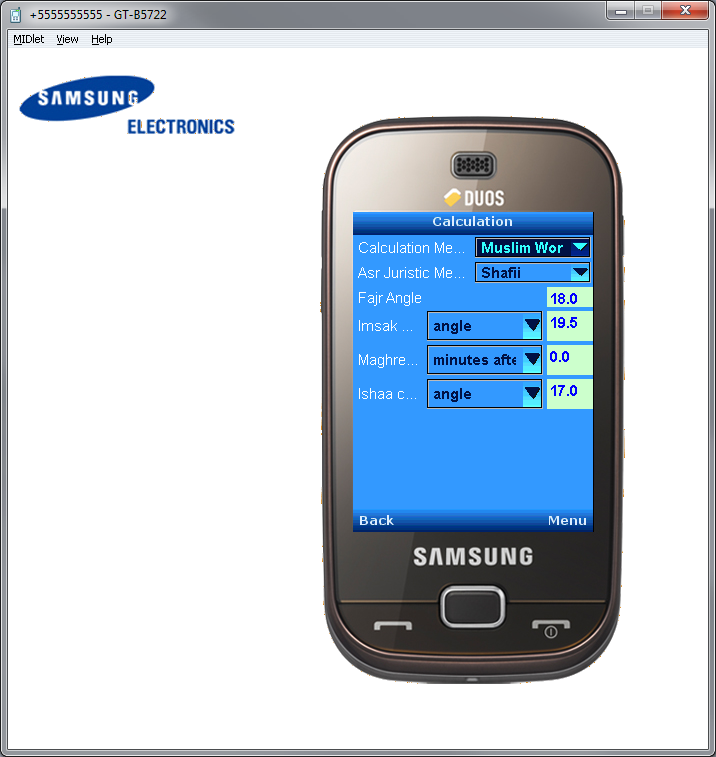 +5555555555 - GT-B5722
MIDlet View Help
SAMSUNG
ELECTRONICS
DUOS
Calculation
Calculation Me... Muslim Wor
Asr Juristic Me... Shafii
Fajr Angle 18.0
Imsak ... angle 19.5
Maghre... minutes afte 0.0
Ishaa c... angle 17.0
Back Menu
SAMSUNG